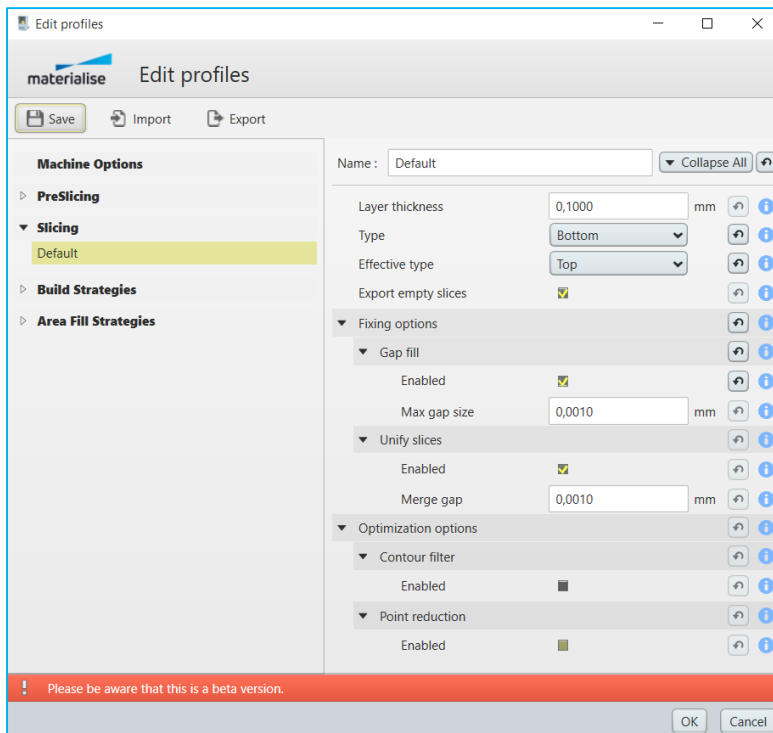 Edit profiles
materialise Edit profiles
Save Import Export
Machine Options
PreSlicing
Slicing
Default
Build Strategies
Area Fill Strategies
Name : Default Collapse All
Layer thickness 0,1000 mm
Type Bottom
Effective type Top
Export empty slices
Fixing options
Gap fill
Enabled
Max gap size 0,0010 mm
Unify slices
Enabled
Merge gap 0,0010 mm
Optimization options
Contour filter
Enabled
Point reduction
Enabled
Please be aware that this is a beta version.
OK Cancel